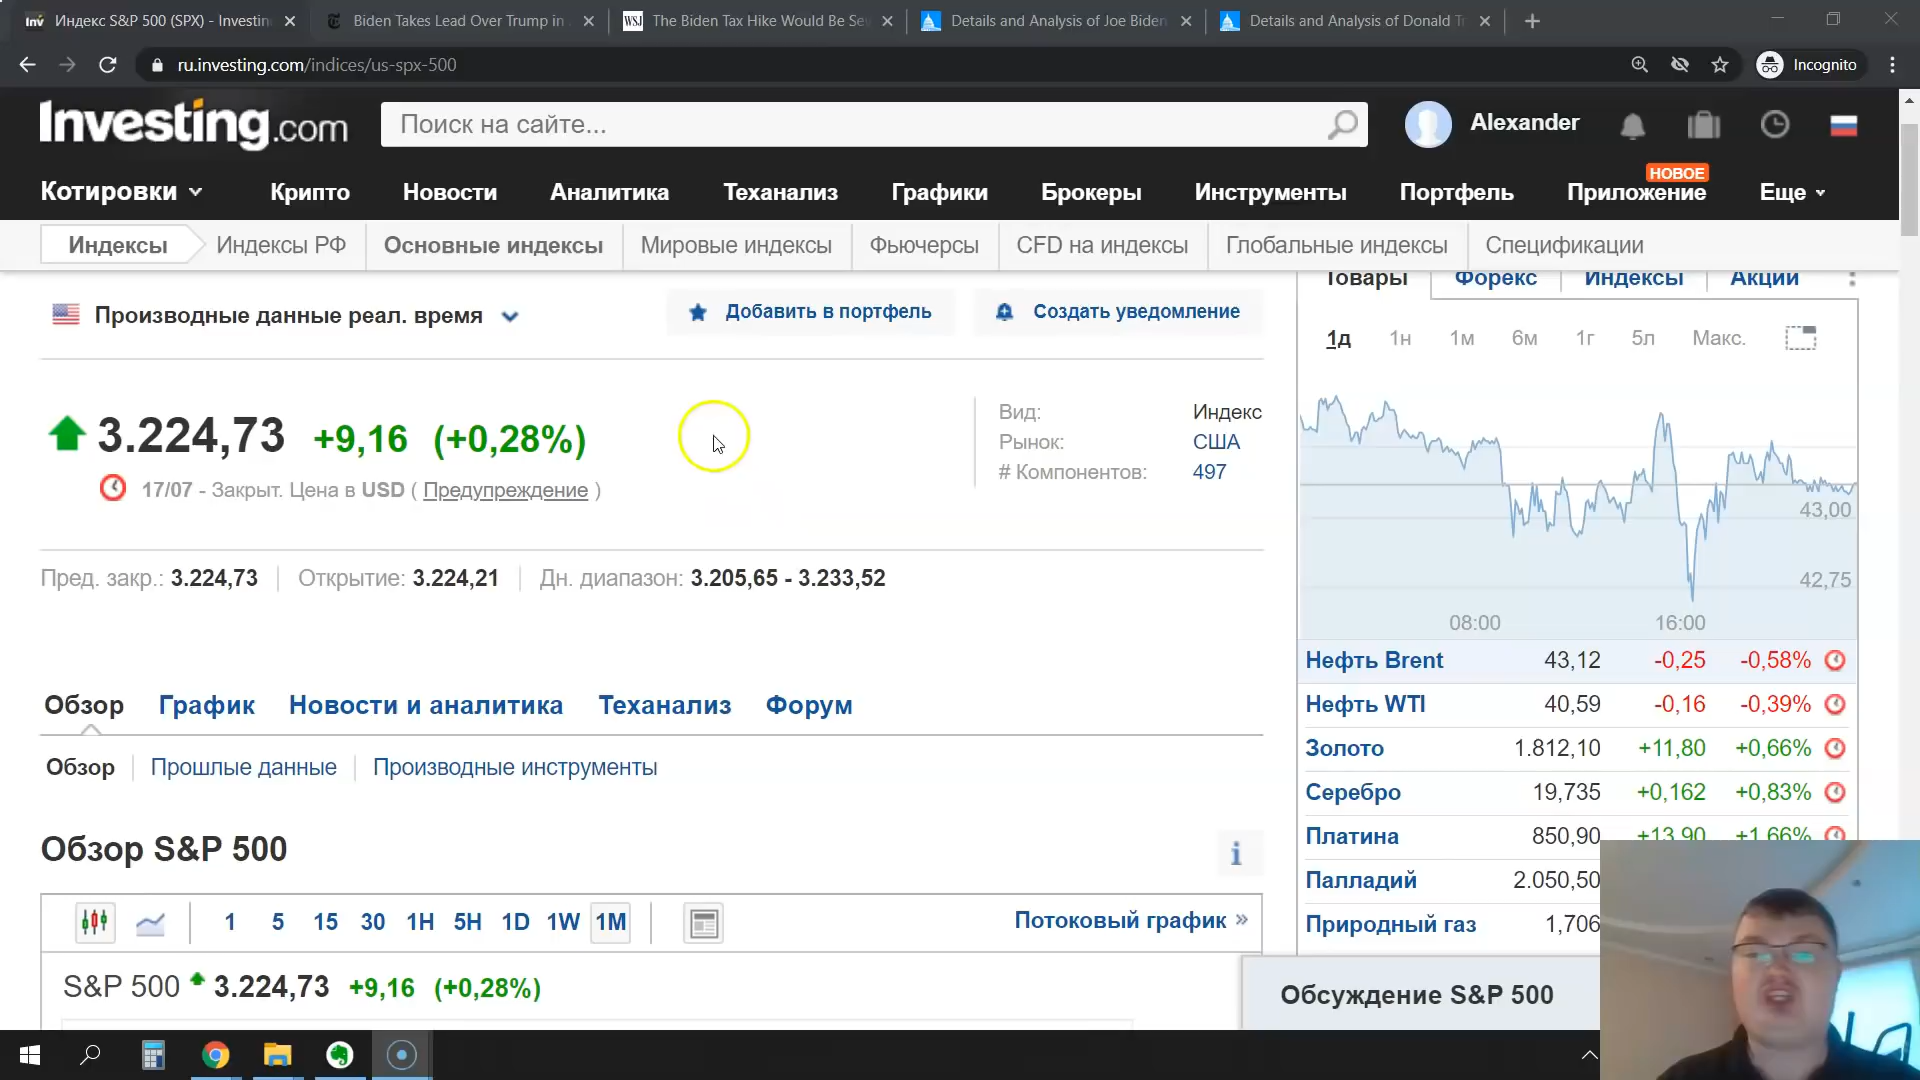 Индекс S&P 500 (SPX) - Investin
Biden Takes Lead Over Trump in
WSJ The Biden Tax Hike Would Be Se
Details and Analysis of Joe Biden
Details and Analysis of Donald T
ru.investing.com/indices/us-spx-500
Incognito
Investing.com
Поиск на сайте...
Alexander
НОВОЕ
Котировки Крипто Новости Аналитика Теханализ Графики Брокеры Инструменты Портфель Приложение Еще
Индексы Индексы РФ Основные индексы Мировые индексы Фьючерсы CFD на индексы Глобальные индексы Спецификации
Производные данные реал. время
Добавить в портфель
Создать уведомление
3.224,73 +9,16 (+0,28%)
17/07 - Закрыт. Цена в USD ( Предупреждение )
Вид: Индекс
Рынок: США
# Компонентов: 497
Пред. закр.: 3.224,73 Открытие: 3.224,21 Дн. диапазон: 3.205,65 - 3.233,52
Обзор График Новости и аналитика Теханализ Форум
Обзор Прошлые данные Производные инструменты
Обзор S&P 500
i
1 5 15 30 1H 5H 1D 1W 1M
Потоковый график »
S&P 500 3.224,73 +9,16 (+0,28%)
Товары Форекс Индексы Акции
1д 1н 1м 6м 1г 5л Макс.
43,00
42,75
08:00 16:00
Нефть Brent 43,12 -0,25 -0,58%
Нефть WTI 40,59 -0,16 -0,39%
Золото 1.812,10 +11,80 +0,66%
Серебро 19,735 +0,162 +0,83%
Платина 850,90 +13,90 +1,66%
Палладий 2.050,50
Природный газ 1,706
Обсуждение S&P 500